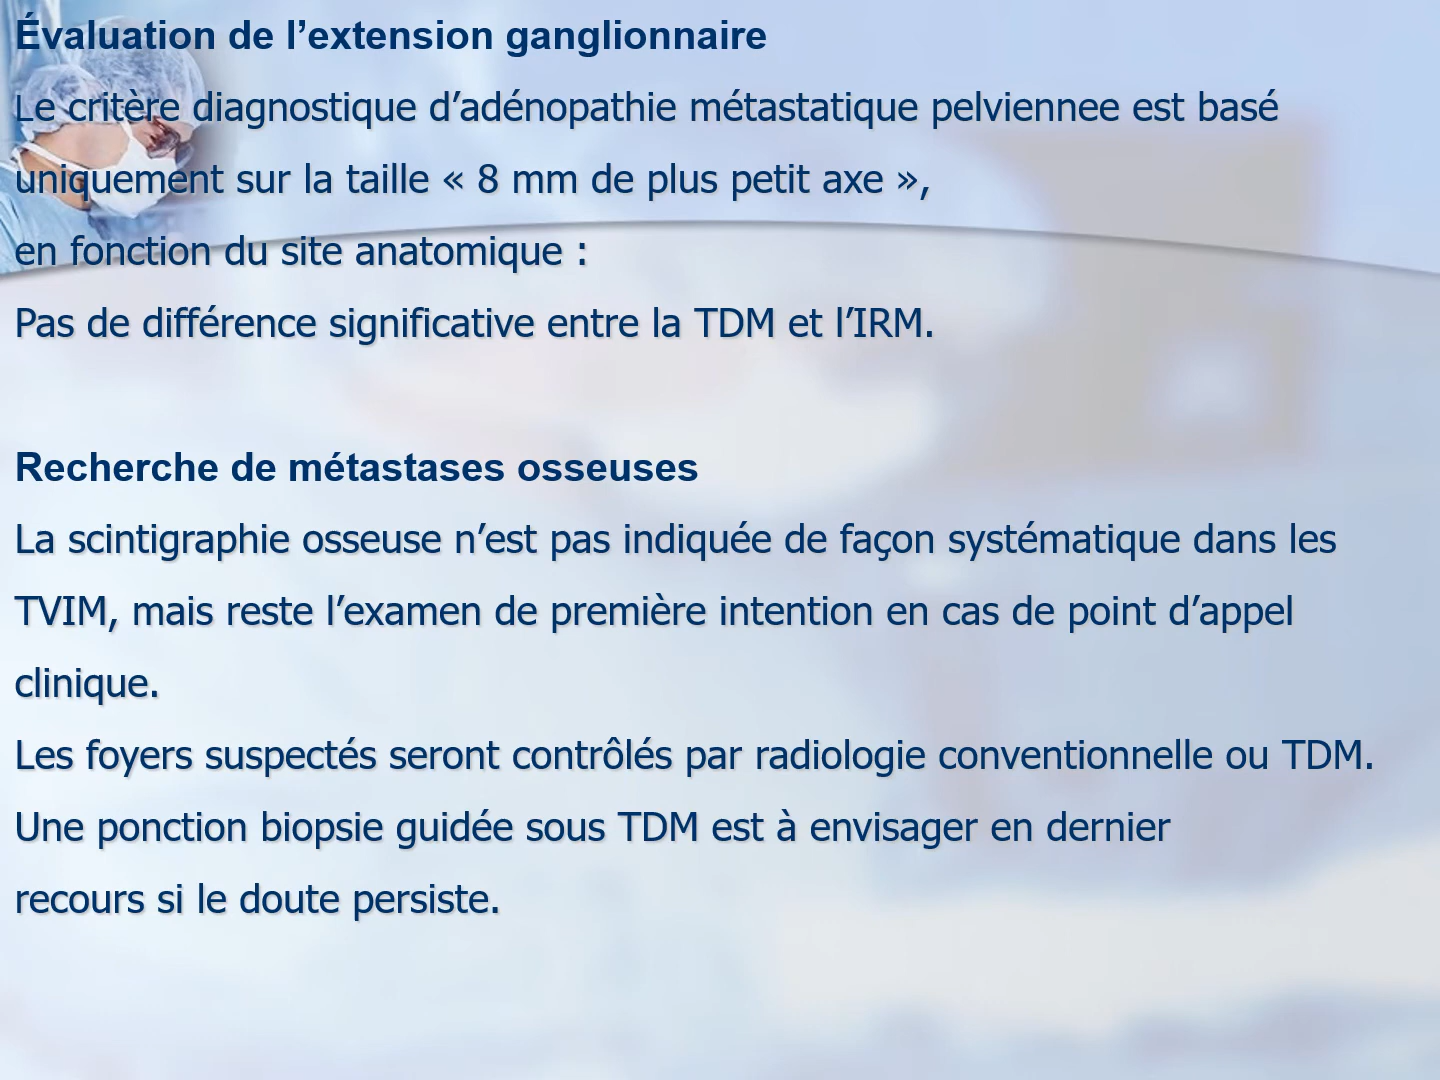 Évaluation de l’extension ganglionnaire
Le critère diagnostique d’adénopathie métastatique pelviennee est basé
uniquement sur la taille « 8 mm de plus petit axe »,
en fonction du site anatomique :
Pas de différence significative entre la TDM et l’IRM.
Recherche de métastases osseuses
La scintigraphie osseuse n’est pas indiquée de façon systématique dans les
TVIM, mais reste l’examen de première intention en cas de point d’appel
clinique.
Les foyers suspectés seront contrôlés par radiologie conventionnelle ou TDM.
Une ponction biopsie guidée sous TDM est à envisager en dernier
recours si le doute persiste.